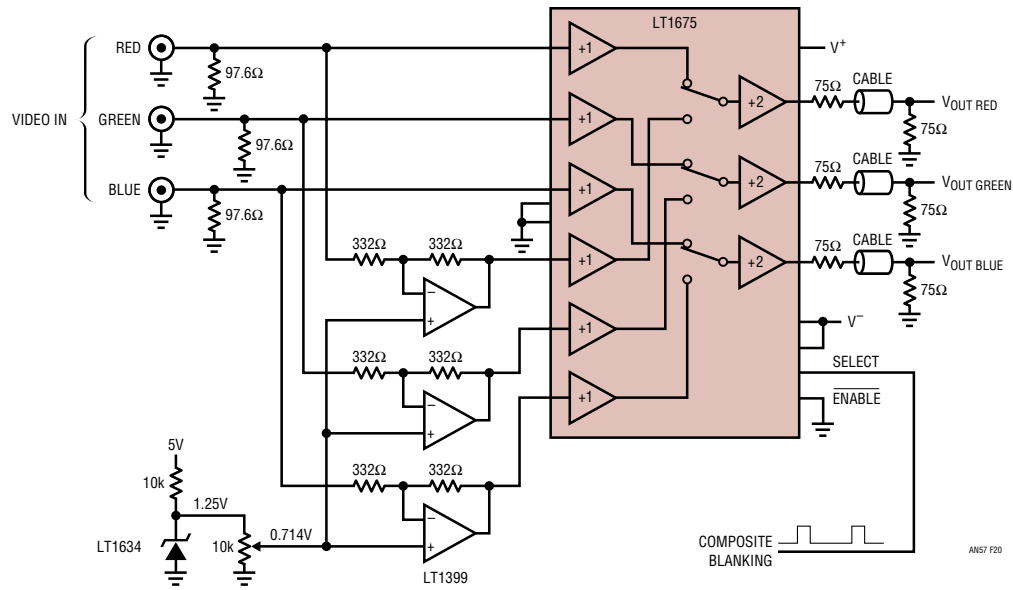 LT1675
RED
97.6Ω
V+
VIDEO IN
GREEN
97.6Ω
BLUE
97.6Ω
+1
+1
+1
+1
+1
+1
+2
+2
+2
75Ω
CABLE
VOUT RED
75Ω
75Ω
CABLE
VOUT GREEN
75Ω
75Ω
CABLE
VOUT BLUE
75Ω
332Ω
332Ω
−
+
332Ω
332Ω
−
+
332Ω
332Ω
−
+
V−
SELECT
ENABLE
5V
10k
1.25V
LT1634
10k
0.714V
LT1399
COMPOSITE
BLANKING
AN57 F20